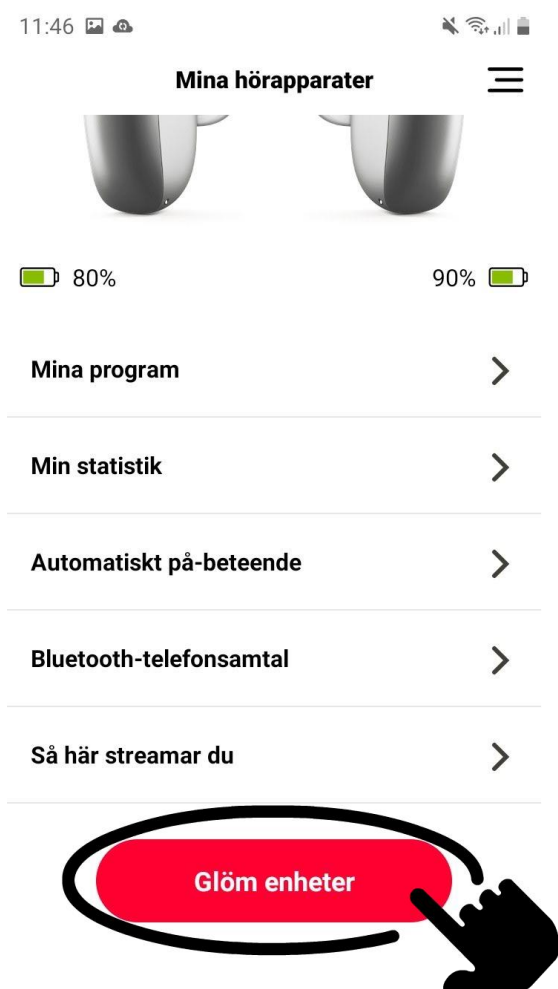 11:46
Mina hörapparater
80%
90%
Mina program
Min statistik
Automatiskt på-beteende
Bluetooth-telefonsamtal
Så här streamar du
Glöm enheter